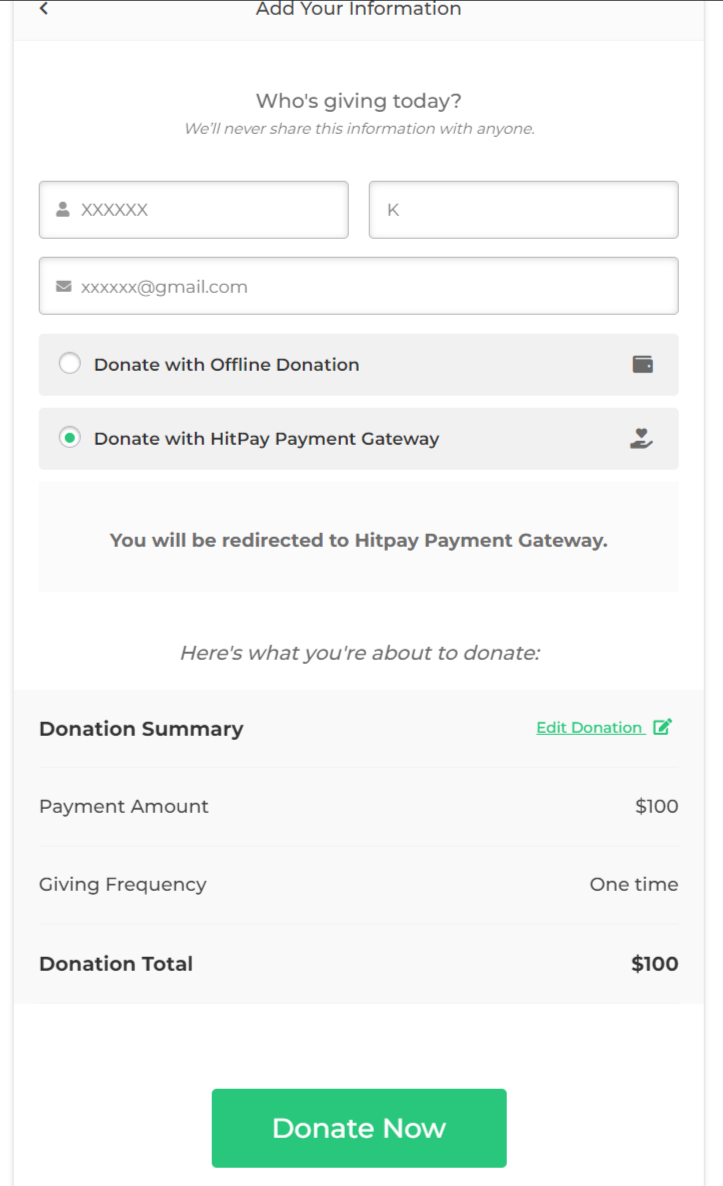 Add Your Information
Who's giving today?
We'll never share this information with anyone.
XXXXXX
K
xxxxxx@gmail.com
Donate with Offline Donation
Donate with HitPay Payment Gateway
You will be redirected to Hitpay Payment Gateway.
Here's what you're about to donate:
Donation Summary
Edit Donation
Payment Amount
$100
Giving Frequency
One time
Donation Total
$100
Donate Now